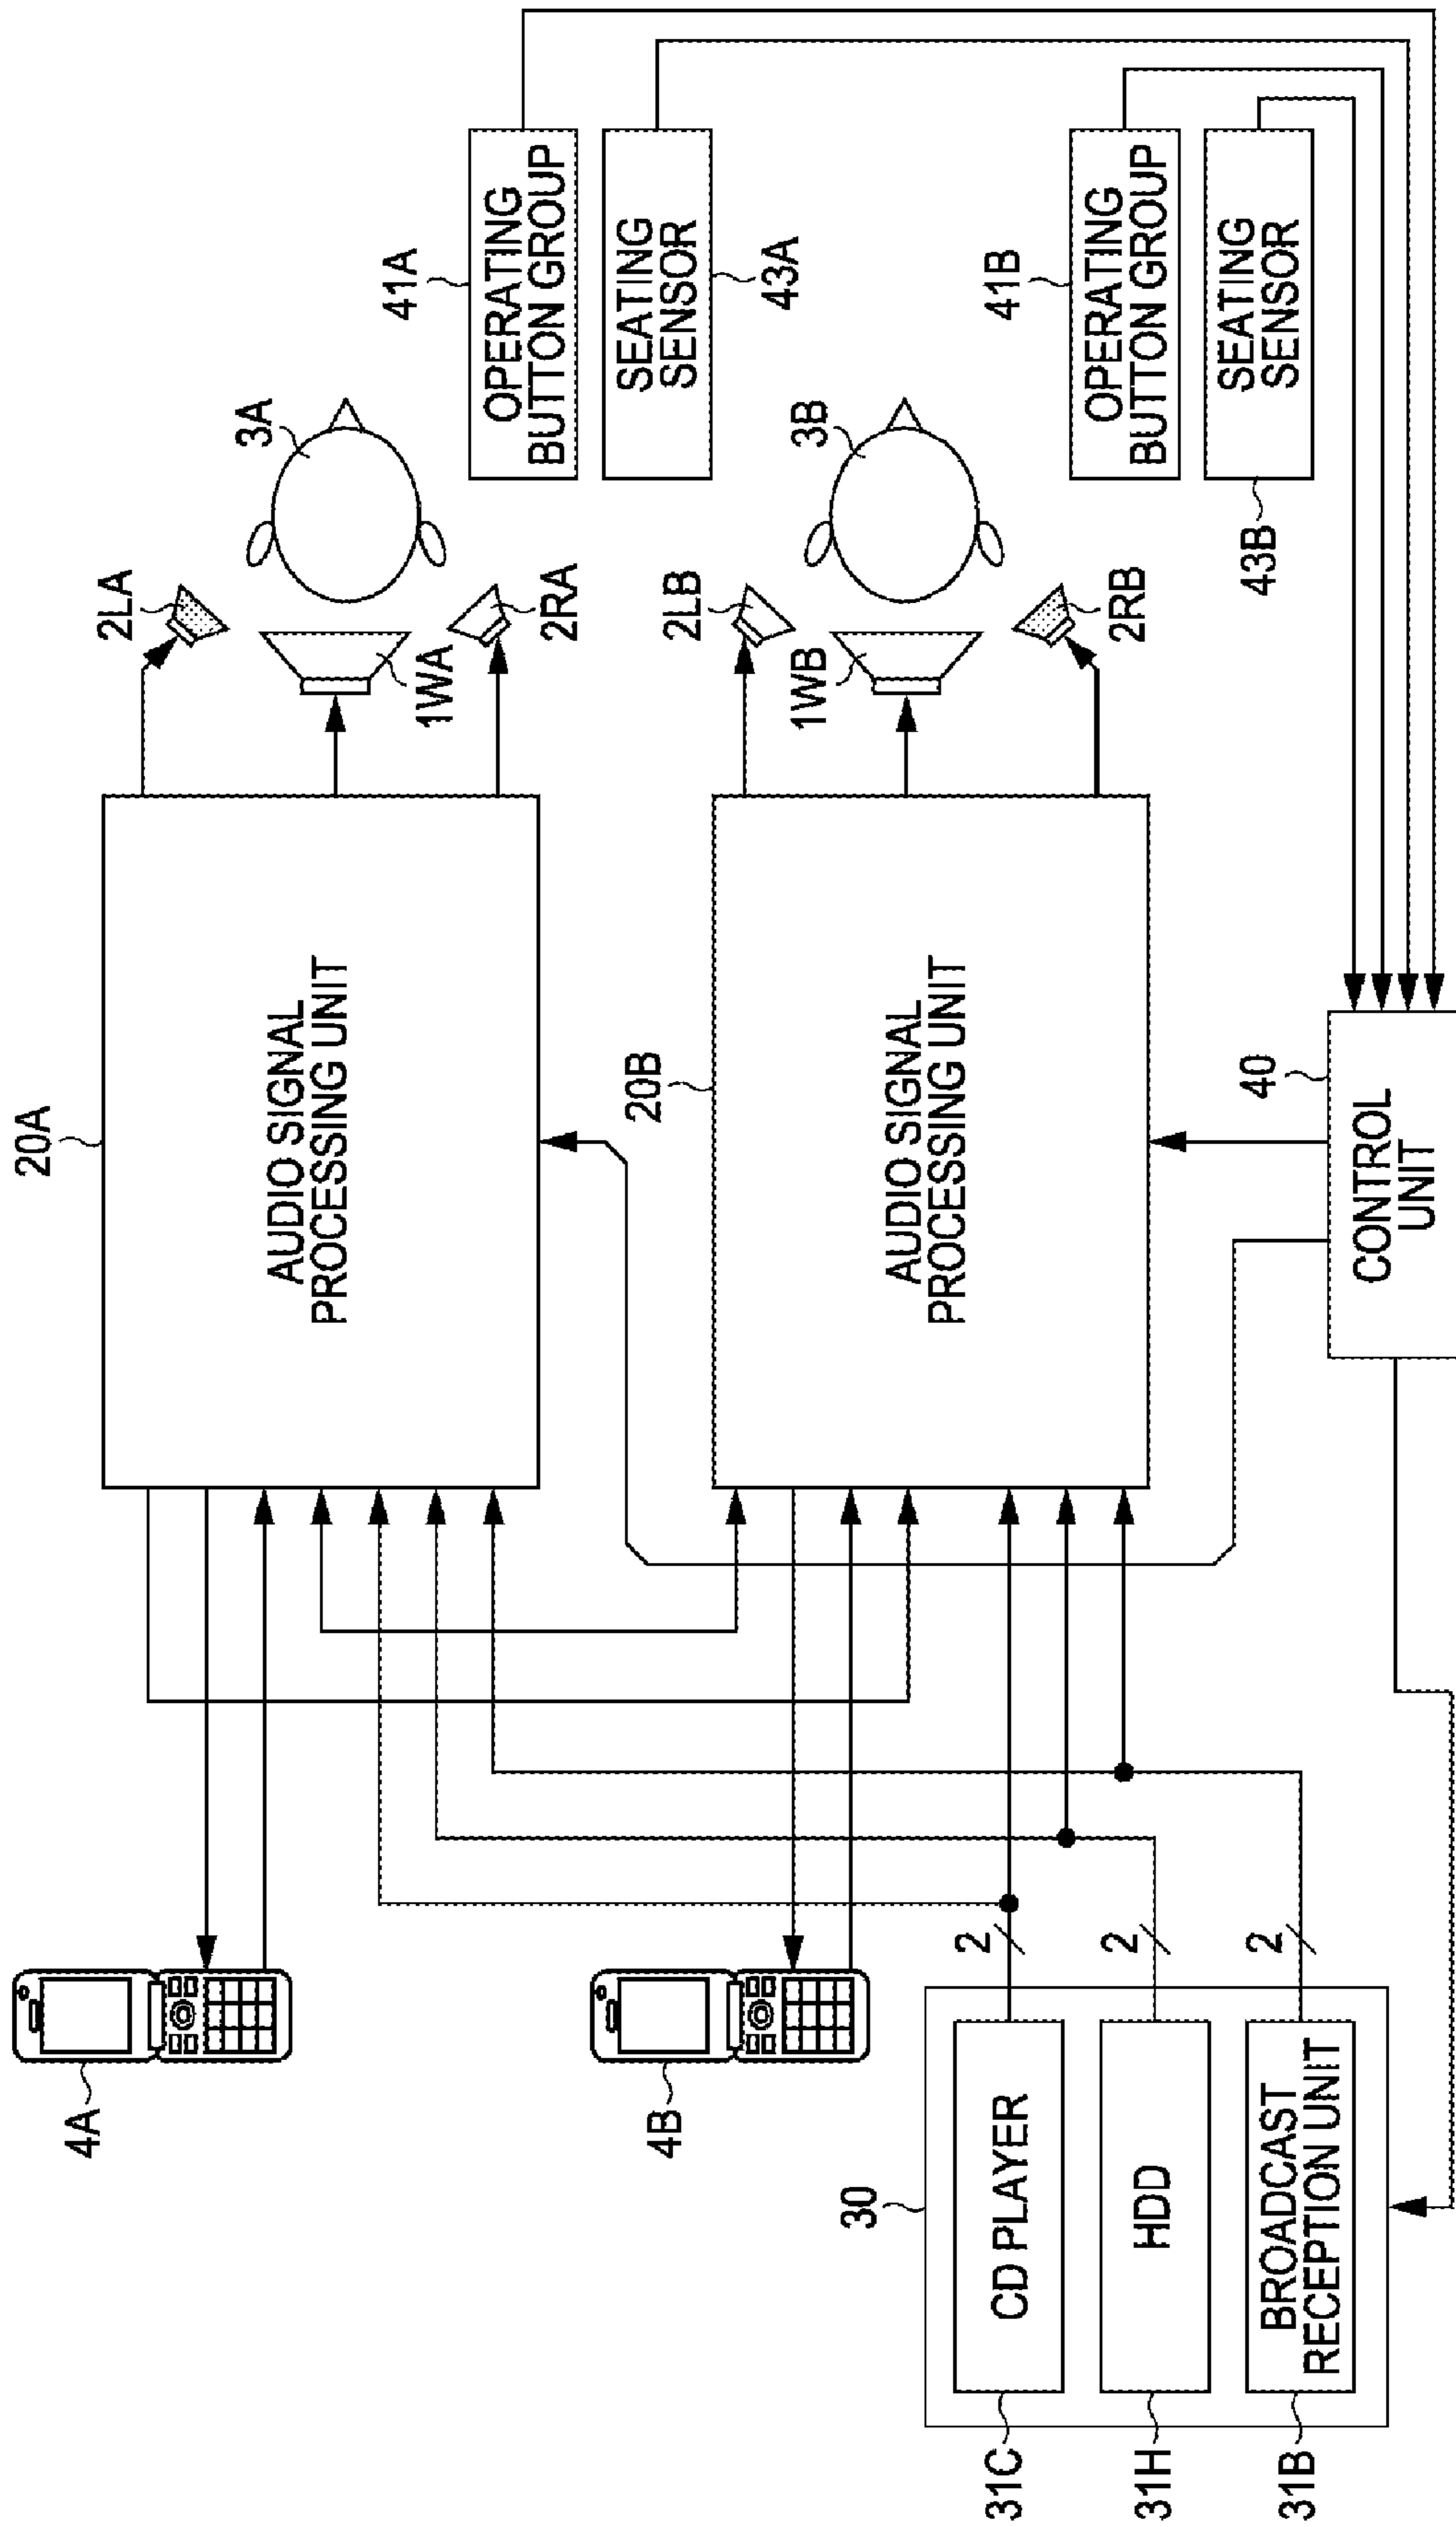 20A
AUDIO SIGNAL
PROCESSING UNIT
2LA
3A
1WA
2RA
41A
OPERATING
BUTTON GROUP
SEATING
SENSOR
43A
4A
20B
AUDIO SIGNAL
PROCESSING UNIT
2LB
3B
1WB
2RB
41B
OPERATING
BUTTON GROUP
SEATING
SENSOR
43B
4B
30
CD PLAYER
31C
2
HDD
31H
2
BROADCAST
RECEPTION UNIT
31B
2
40
CONTROL
UNIT